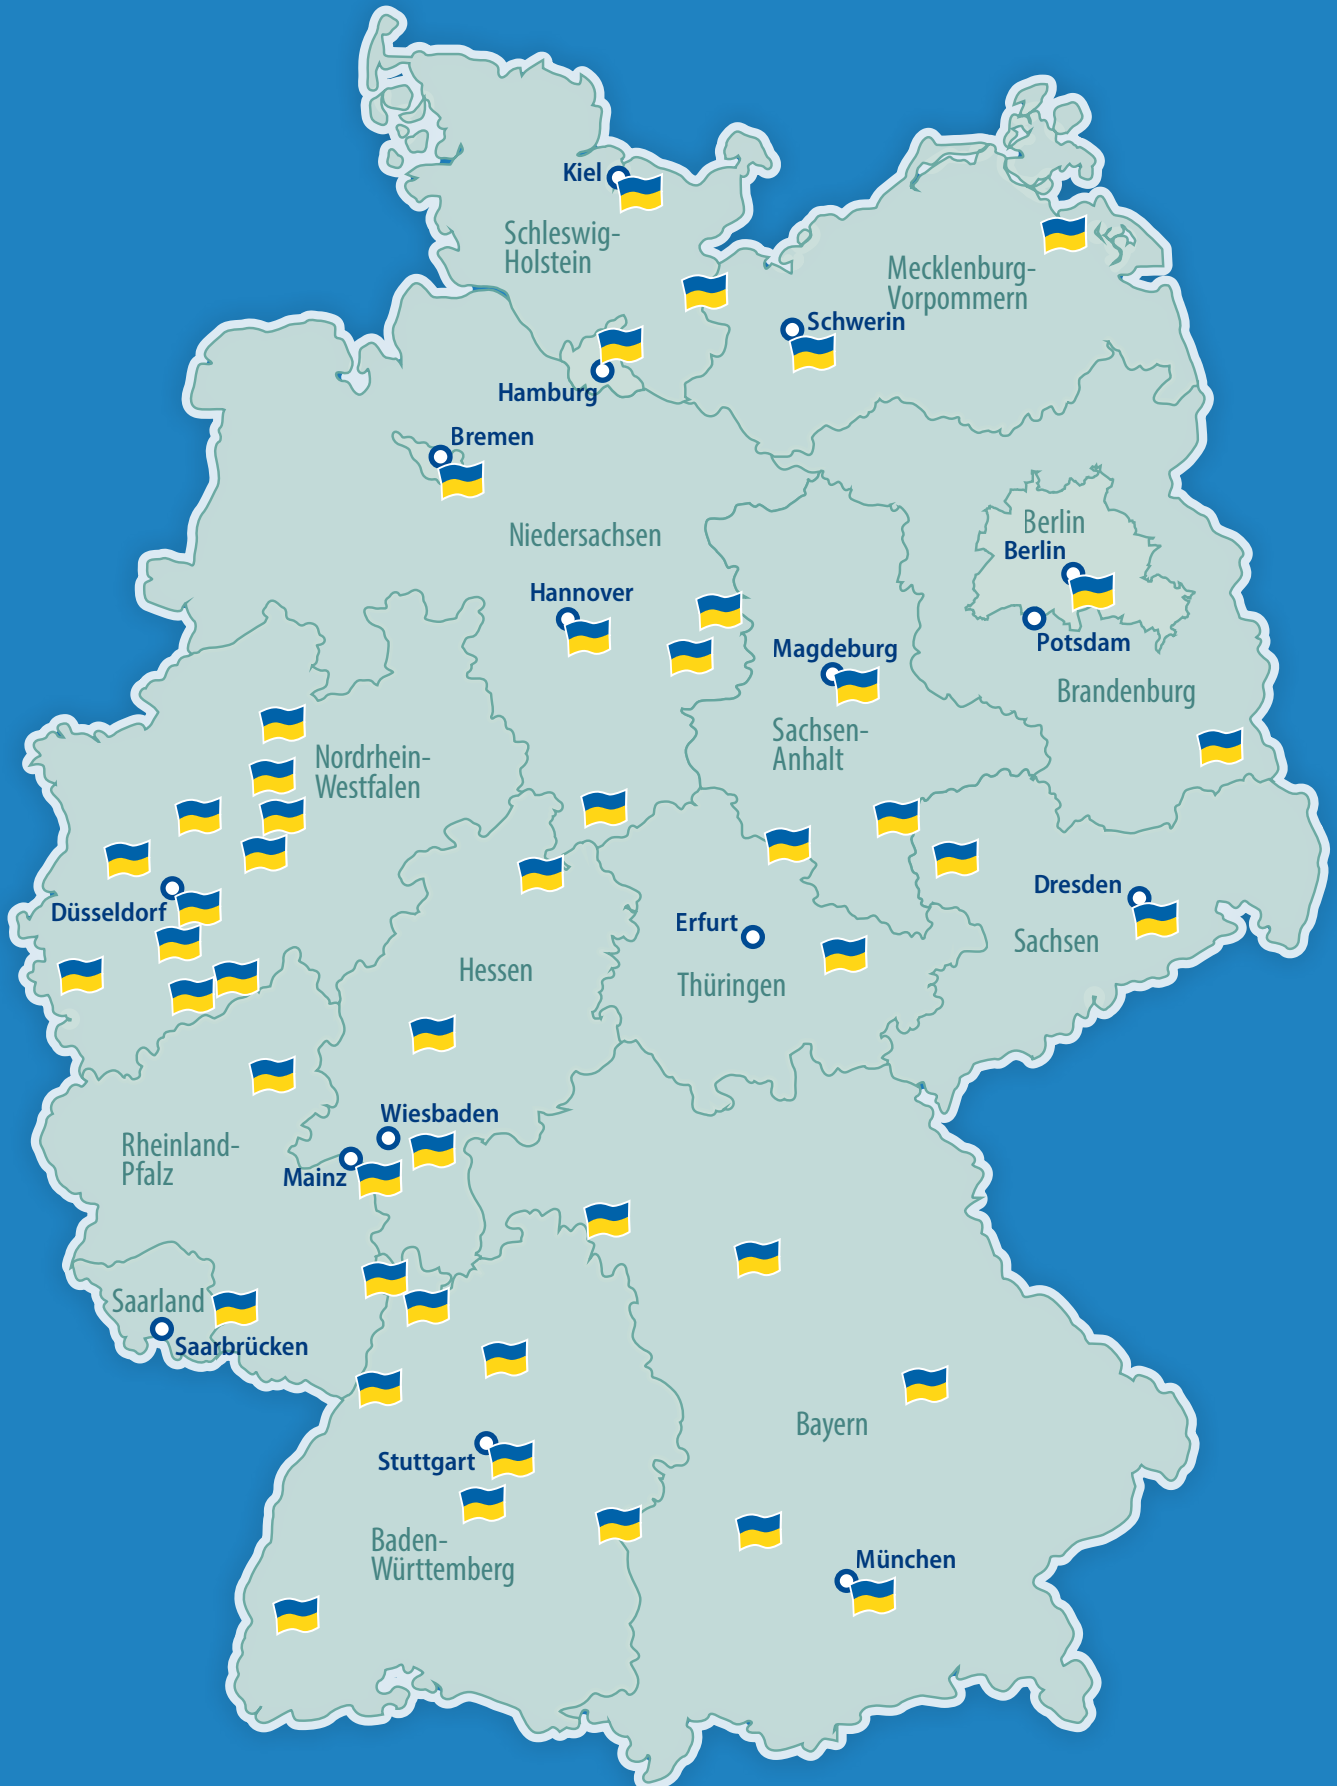 Kiel
Schleswig-
Holstein
Mecklenburg-
Vorpommern
Schwerin
Hamburg
Bremen
Niedersachsen
Berlin
Berlin
Hannover
Potsdam
Magdeburg
Brandenburg
Sachsen-
Anhalt
Nordrhein-
Westfalen
Düsseldorf
Dresden
Erfurt
Sachsen
Hessen
Thüringen
Wiesbaden
Rheinland-
Pfalz
Mainz
Saarland
Saarbrücken
Bayern
Stuttgart
Baden-
Württemberg
München